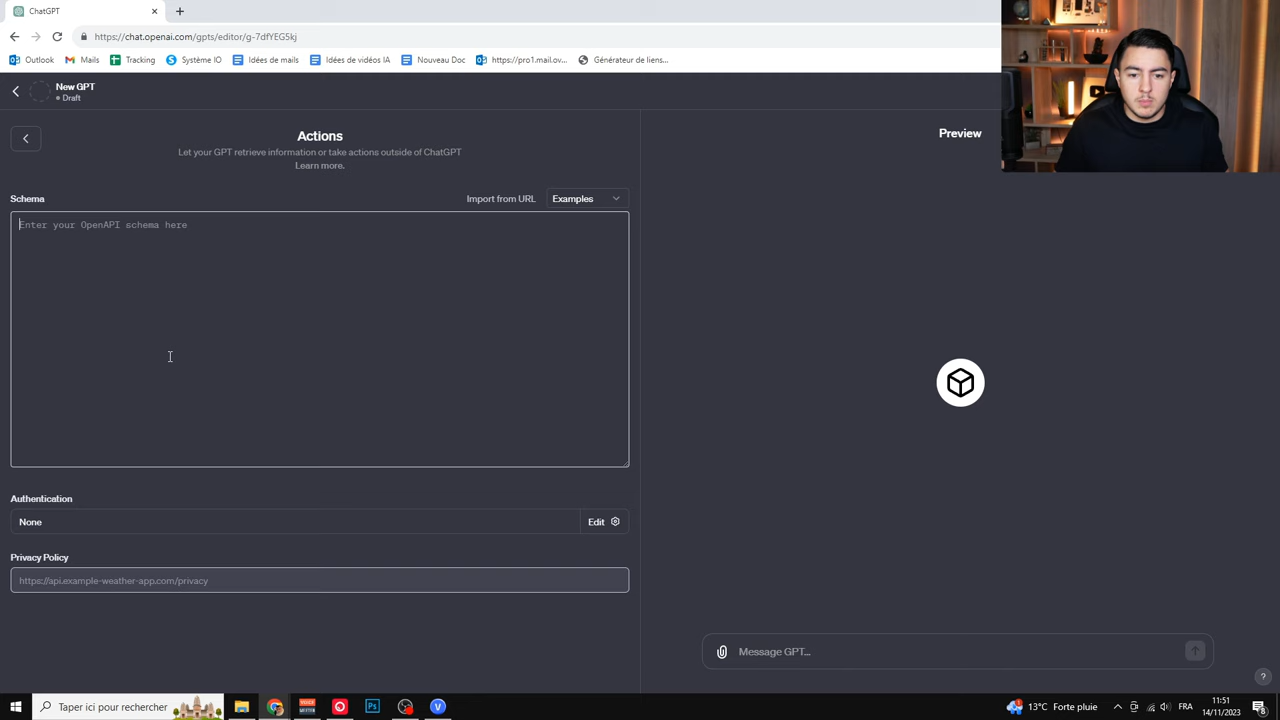 ChatGPT
https://chat.openai.com/gpts/editor/g-7dfYEG5kj
Outlook
Mails
Tracking
Système IO
Idées de mails
Idées de vidéos IA
Nouveau Doc
https://pro1.mail.ov...
Générateur de liens...
New GPT
Draft
Actions
Let your GPT retrieve information or take actions outside of ChatGPT
Learn more.
Preview
Schema
Import from URL
Examples
Enter your OpenAPI schema here
Authentication
None
Edit
Privacy Policy
https://api.example-weather-app.com/privacy
Message GPT...
?
Taper ici pour rechercher
Ps
V
13°C Forte pluie
FRA
11:51
14/11/2023